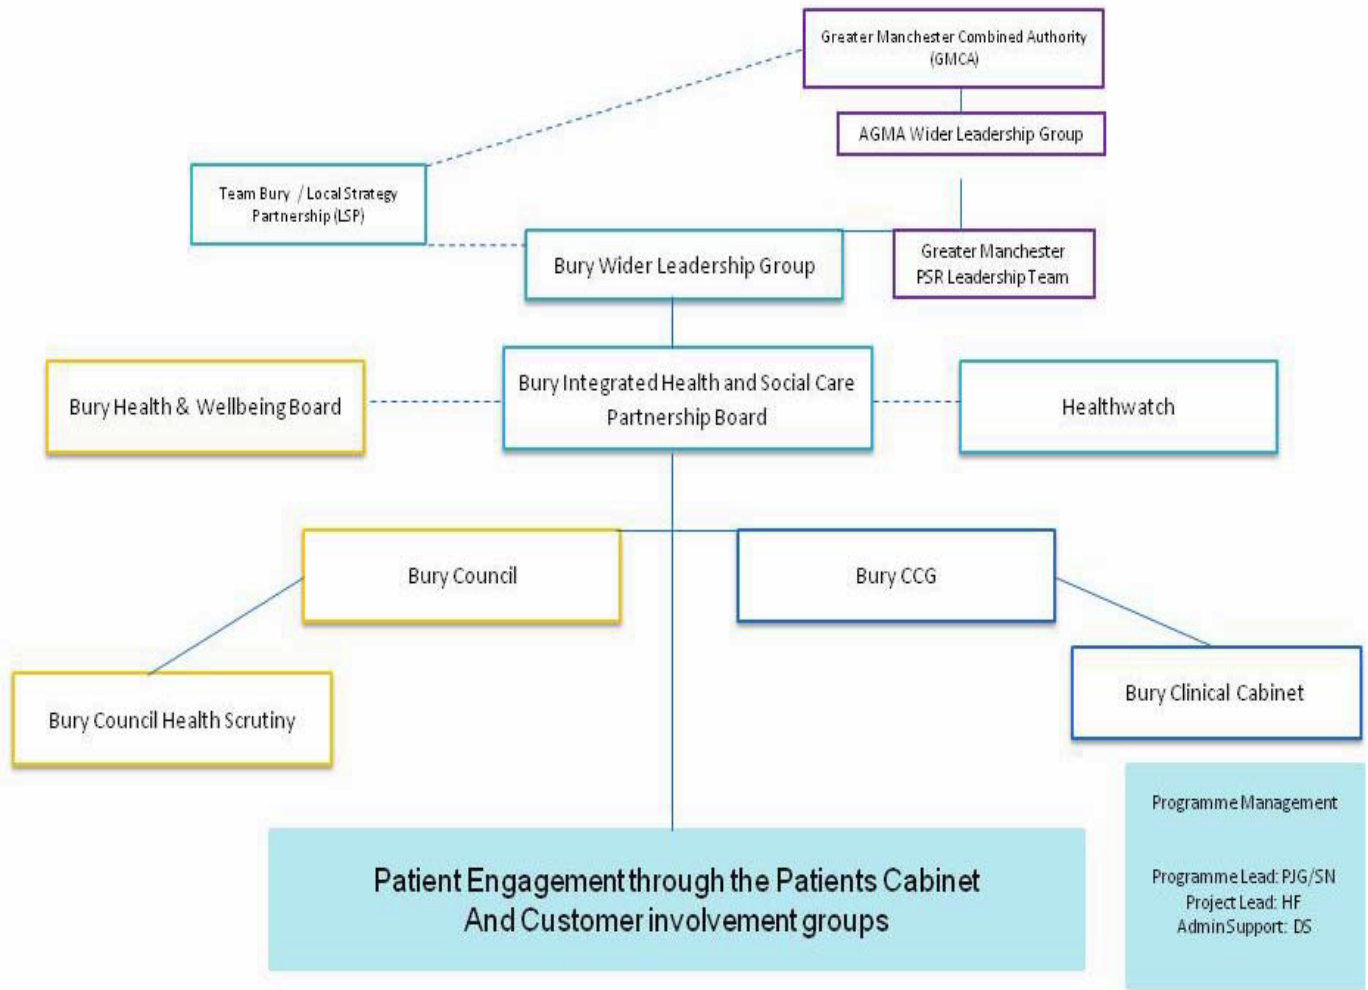 Greater Manchester Combined Authority
(GMCA)
AGMA Wider Leadership Group
Team Bury / Local Strategy
Partnership (LSP)
Bury Wider Leadership Group
Greater Manchester
PSR Leadership Team
Bury Health & Wellbeing Board
Bury Integrated Health and Social Care
Partnership Board
Healthwatch
Bury Council
Bury CCG
Bury Council Health Scrutiny
Bury Clinical Cabinet
Programme Management
Programme Lead: PJG/SN
Project Lead: HF
Admin Support: DS
Patient Engagement through the Patients Cabinet
And Customer involvement groups